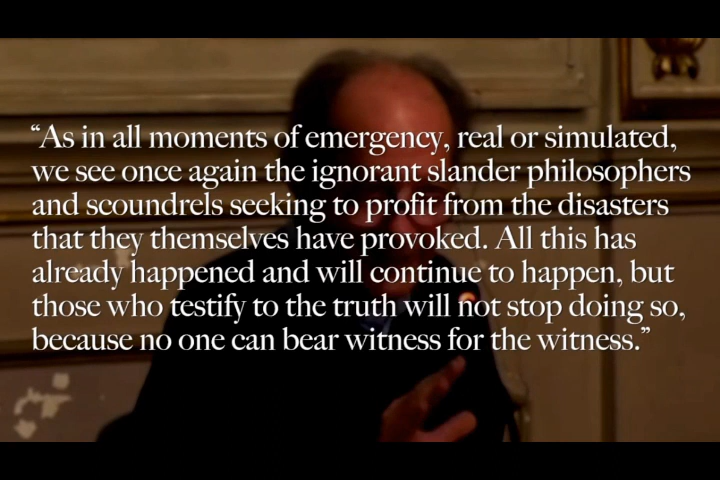 “As in all moments of emergency, real or simulated,
we see once again the ignorant slander philosophers
and scoundrels seeking to profit from the disasters
that they themselves have provoked. All this has
already happened and will continue to happen, but
those who testify to the truth will not stop doing so,
because no one can bear witness for the witness.”